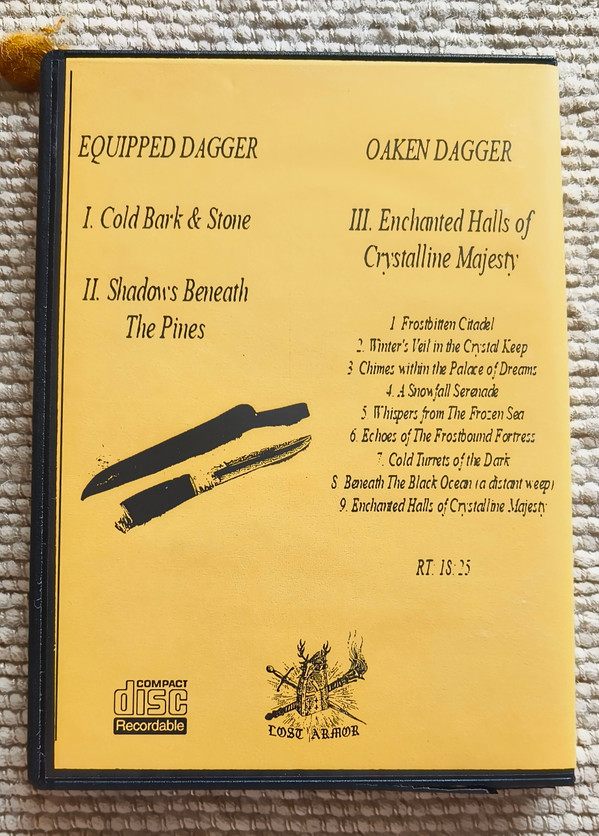 EQUIPPED DAGGER
I. Cold Bark & Stone
II. Shadows Beneath
The Pines
OAKEN DAGGER
III. Enchanted Halls of
Crystalline Majesty
1 Frostbitten Citadel
2. Winter's Veil in the Crystal Keep
3 Chimes within the Palace of Dreams
4. A Snowfall Serenade
5 Whispers from The Frozen Sea
6. Echoes of The Frostbound Fortress
7. Cold Turrets of the Dark
8 Beneath The Black Ocean (a distant weep)
9. Enchanted Halls of Crystalline Majesty
RT: 18:25
COMPACT
disc
Recordable
LOST ARMOR